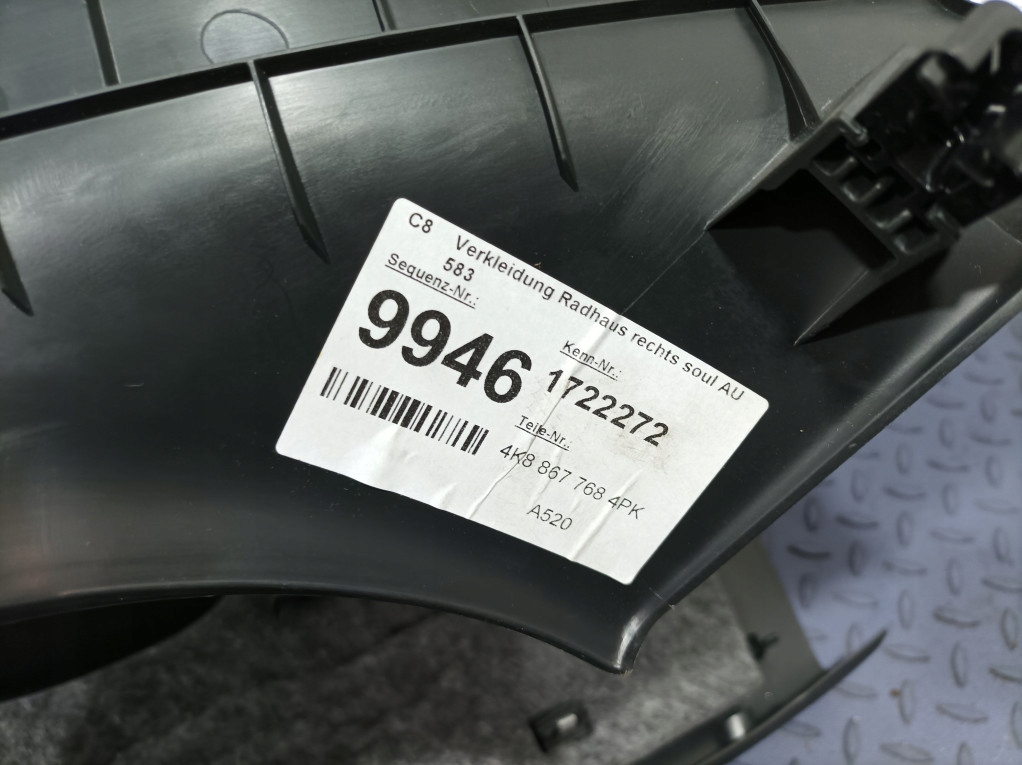 C8 Verkleidung Radhaus rechts soul AU
583
Sequenz-Nr.:
9946
Kenn-Nr.:
1722272
Teile-Nr.:
4K8 867 768 4PK
A520